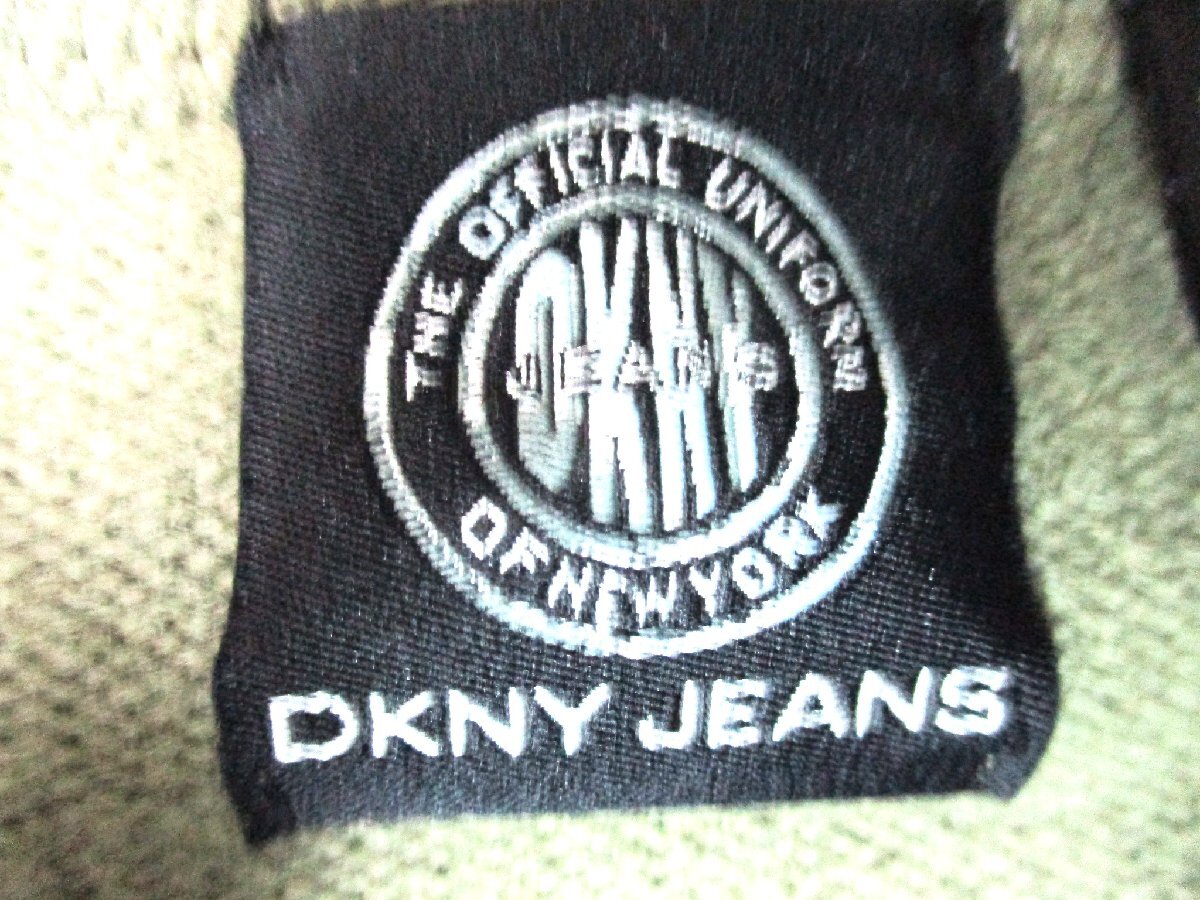 THE OFFICIAL UNIFORM
DKNY
JEANS
OF NEW YORK
DKNY JEANS